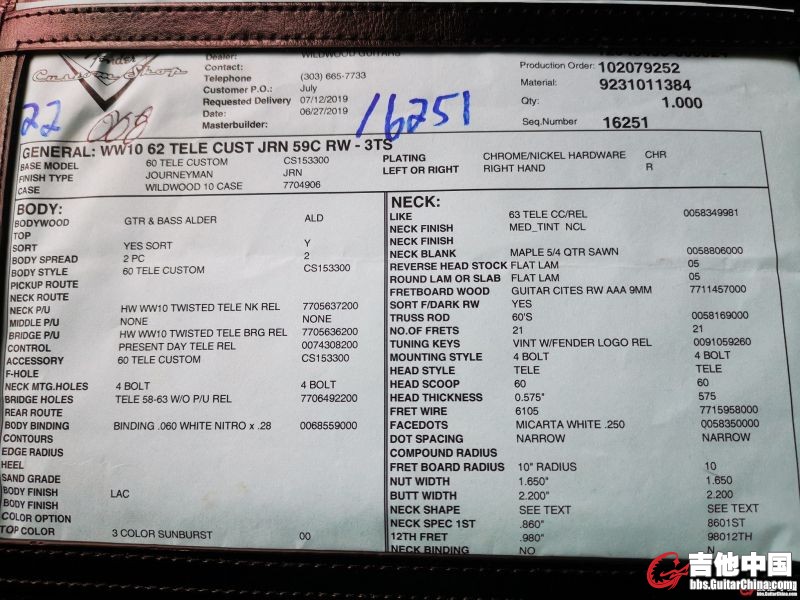 Fender
Custom Shop
Dealer: WILDWOOD GUITARS
Contact:
Telephone (303) 665-7733
Customer P.O.: July
Requested Delivery 07/12/2019
Date: 06/27/2019
Masterbuilder:
Production Order: 102079252
Material: 9231011384
Qty: 1.000
Seq.Number 16251
22
16251
GENERAL: WW10 62 TELE CUST JRN 59C RW - 3TS
BASE MODEL 60 TELE CUSTOM CS153300
FINISH TYPE JOURNEYMAN JRN
CASE WILDWOOD 10 CASE 7704906
PLATING CHROME/NICKEL HARDWARE CHR
LEFT OR RIGHT RIGHT HAND R
BODY:
BODYWOOD GTR & BASS ALDER ALD
TOP
SORT YES SORT Y
BODY SPREAD 2 PC 2
BODY STYLE 60 TELE CUSTOM CS153300
PICKUP ROUTE
NECK ROUTE
NECK P/U HW WW10 TWISTED TELE NK REL 7705637200
MIDDLE P/U NONE NONE
BRIDGE P/U HW WW10 TWISTED TELE BRG REL 7705636200
CONTROL PRESENT DAY TELE REL 0074308200
ACCESSORY 60 TELE CUSTOM CS153300
F-HOLE
NECK MTG.HOLES 4 BOLT 4 BOLT
BRIDGE HOLES TELE 58-63 W/O P/U REL 7706492200
REAR ROUTE
BODY BINDING BINDING .060 WHITE NITRO x .28 0068559000
CONTOURS
EDGE RADIUS
HEEL
SAND GRADE
BODY FINISH LAC
BODY FINISH
COLOR OPTION
TOP COLOR 3 COLOR SUNBURST 00
NECK:
LIKE 63 TELE CC/REL 0058349981
NECK FINISH MED_TINT NCL
NECK FINISH
NECK BLANK MAPLE 5/4 QTR SAWN 0058806000
REVERSE HEAD STOCK FLAT LAM 05
ROUND LAM OR SLAB FLAT LAM 05
FRETBOARD WOOD GUITAR CITES RW AAA 9MM 7711457000
SORT F/DARK RW YES
TRUSS ROD 60'S 0058169000
NO.OF FRETS 21 21
TUNING KEYS VINT W/FENDER LOGO REL 0091059260
MOUNTING STYLE 4 BOLT 4 BOLT
HEAD STYLE TELE TELE
HEAD SCOOP 60 60
HEAD THICKNESS 0.575" 575
FRET WIRE 6105 7715958000
FACEDOTS MICARTA WHITE .250 0058350000
DOT SPACING NARROW NARROW
COMPOUND RADIUS
FRET BOARD RADIUS 10" RADIUS 10
NUT WIDTH 1.650" 1.650
BUTT WIDTH 2.200" 2.200
NECK SHAPE SEE TEXT SEE TEXT
NECK SPEC 1ST .860" 8601ST
12TH FRET .980" 98012TH
NECK BINDING NO N
吉他中国
bbs.GuitarChina.com